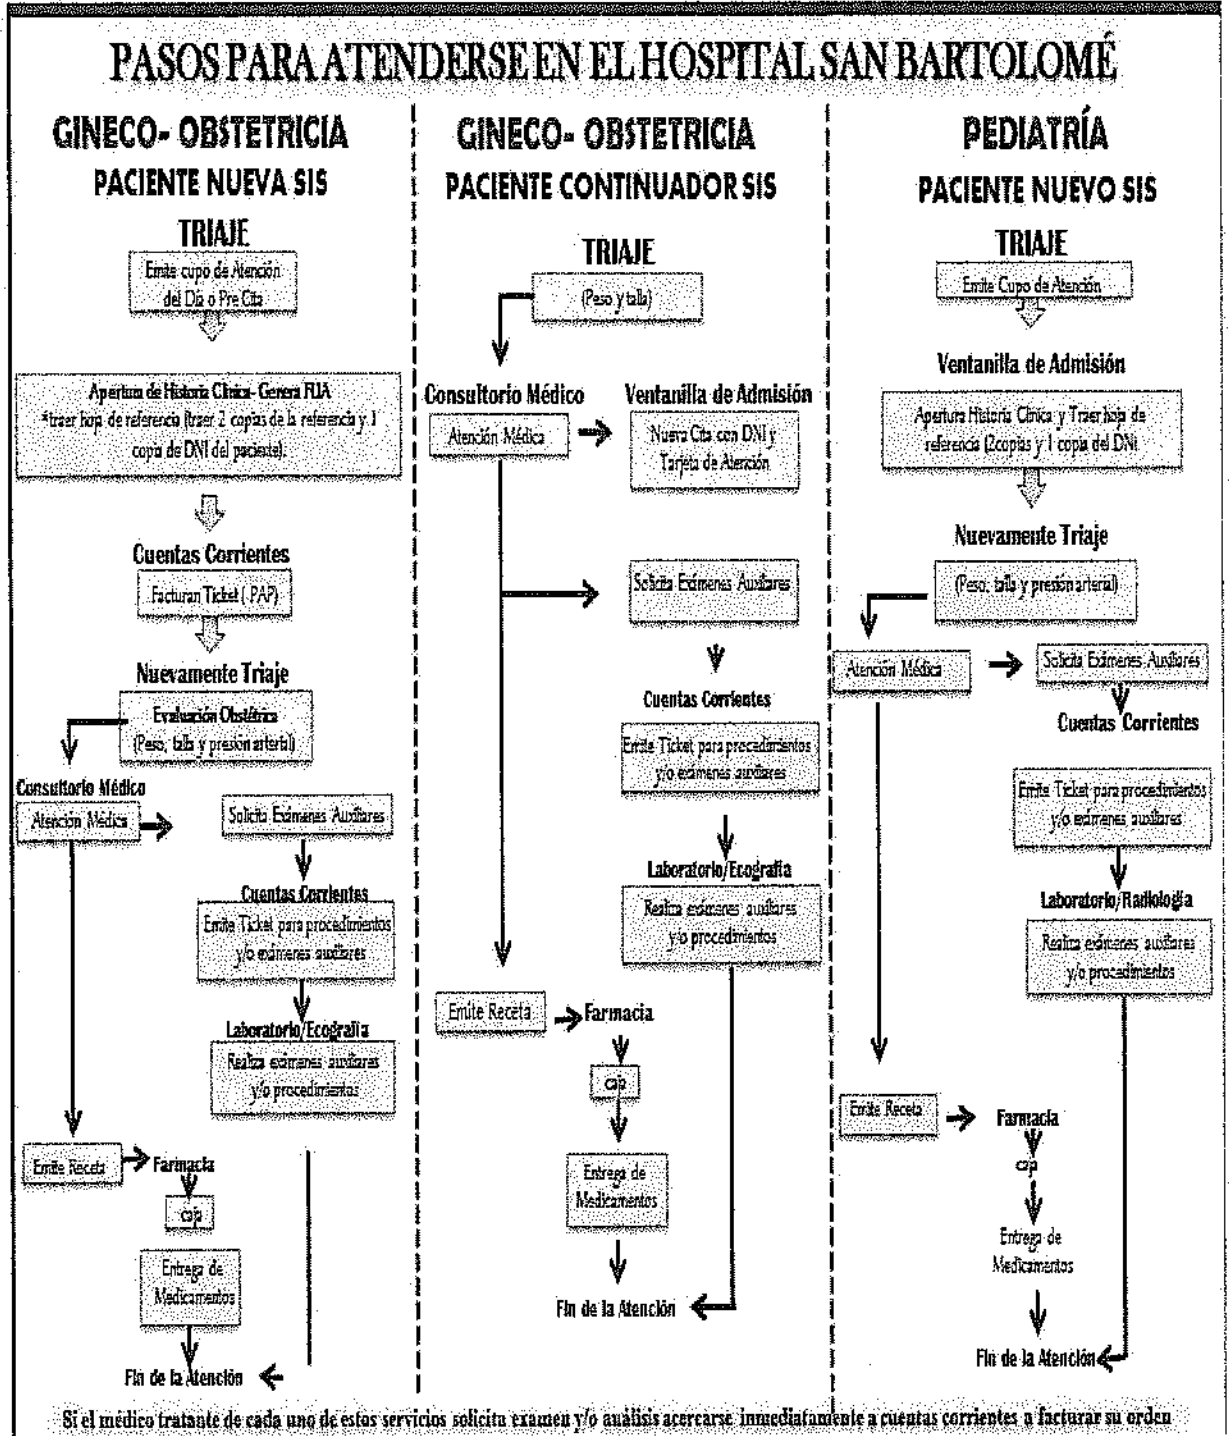 PASOS PARA ATENDERSE EN EL HOSPITAL SAN BARTOLOMÉ
GINECO- OBSTETRICIA
PACIENTE NUEVA SIS
TRIAJE
Emite cupo de Atención
del Día o Pre Cita
Apertura de Historia Clínica- Genera FUA
*traer hoja de referencia (traer 2 copias de la referencia y 1
copia de DNI del paciente).
Cuentas Corrientes
Facturan Ticket (.PAP)
Nuevamente Triaje
Evaluación Obstétrica
(Peso, talla y presión arterial)
Consultorio Médico
Atención Médica
Solicita Exámenes Auxiliares
Cuentas Corrientes
Emite Ticket para procedimientos
y/o exámenes auxiliares
Laboratorio/Ecografía
Realiza exámenes auxiliares
y/o procedimientos
Emite Receta
Farmacia
caja
Entrega de
Medicamentos
Fin de la Atención
GINECO- OBSTETRICIA
PACIENTE CONTINUADOR SIS
TRIAJE
(Peso y talla)
Consultorio Médico
Atención Médica
Ventanilla de Admisión
Nueva Cita con DNI y
Tarjeta de Atención
Solicita Exámenes Auxiliares
Cuentas Corrientes
Emite Ticket para procedimientos
y/o exámenes auxiliares
Laboratorio/Ecografía
Realiza exámenes auxiliares
y/o procedimientos
Emite Receta
Farmacia
caja
Entrega de
Medicamentos
Fin de la Atención
PEDIATRÍA
PACIENTE NUEVO SIS
TRIAJE
Emite Cupo de Atención
Ventanilla de Admisión
Apertura Historia Clínica y Traer hoja de
referencia (2copias y 1 copia del DNI
Nuevamente Triaje
(Peso, talla y presión arterial)
Atención Médica
Solicita Exámenes Auxiliares
Cuentas Corrientes
Emite Ticket para procedimientos
y/o exámenes auxiliares
Laboratorio/Radiología
Realiza exámenes auxiliares
y/o procedimientos
Emite Receta
Farmacia
caja
Entrega de
Medicamentos
Fin de la Atención
Si el médico tratante de cada uno de estos servicios solicita examen y/o análisis acercarse inmediatamente a cuentas corrientes a facturar su orden